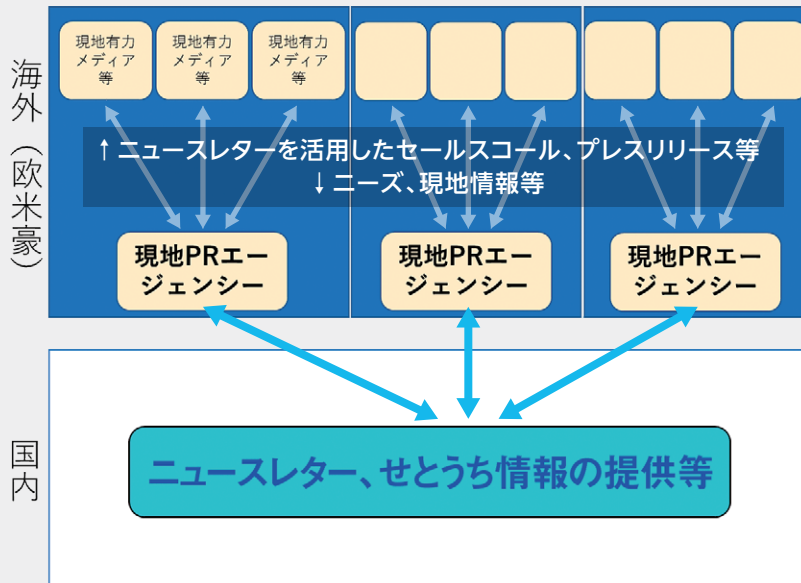 海外（欧米豪）
現地有力
メディア
等
現地有力
メディア
等
現地有力
メディア
等
↑ニュースレターを活用したセールスコール、プレスリリース等
↓ニーズ、現地情報等
現地PRエー
ジェンシー
現地PRエー
ジェンシー
現地PRエー
ジェンシー
国内
ニュースレター、せとうち情報の提供等